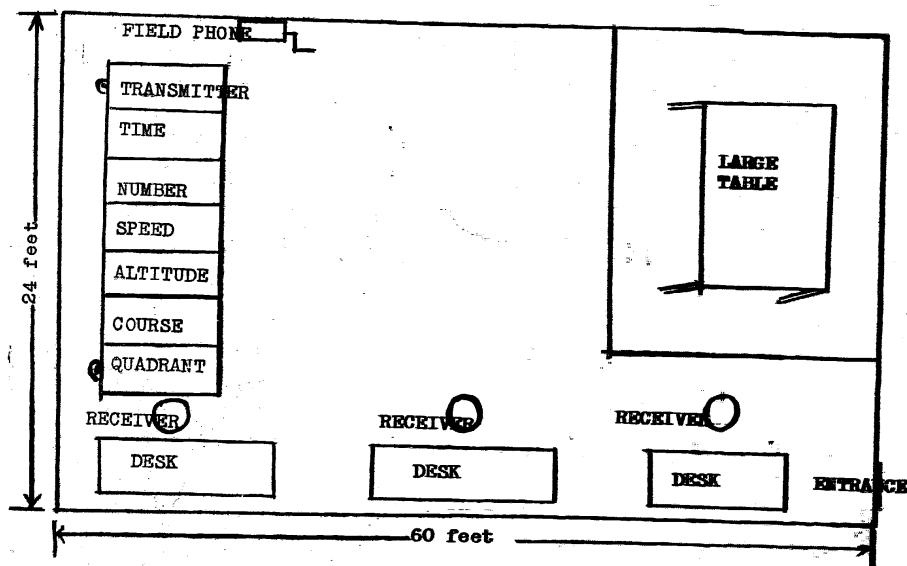 FIELD PHONE
TRANSMITTER
TIME
NUMBER
SPEED
ALTITUDE
COURSE
QUADRANT
LARGE
TABLE
24 feet
RECEIVER
RECEIVER
RECEIVER
DESK
DESK
DESK
ENTRANCE
60 feet